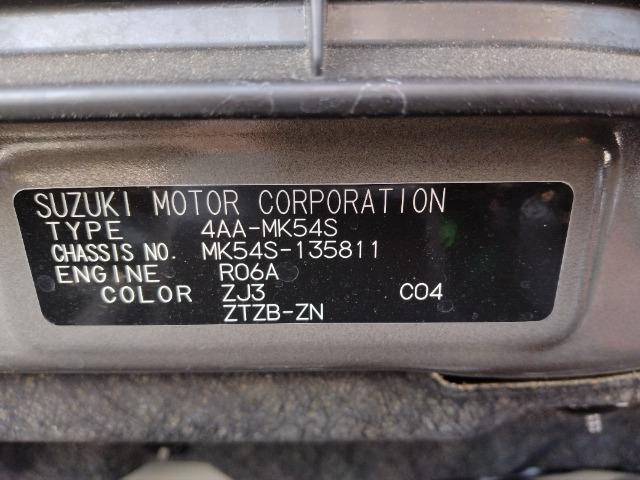 SUZUKI MOTOR CORPORATION
TYPE 4AA-MK54S
CHASSIS NO. MK54S-135811
ENGINE R06A
COLOR ZJ3 C04
ZTZB-ZN